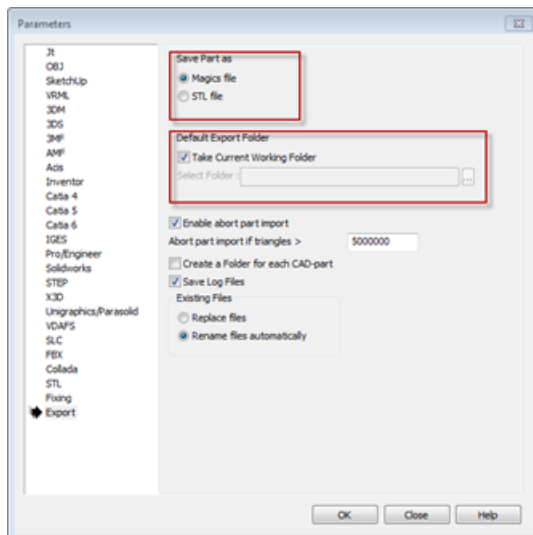 Parameters
Jt
OBJ
SketchUp
VRML
3DM
3DS
3MF
AMF
Acis
Inventor
Catia 4
Catia 5
Catia 6
IGES
Pro/Engineer
Solidworks
STEP
X3D
Unigraphics/Parasolid
VDAFS
SLC
FBX
Collada
STL
Fixing
Export
Save Part as
Magics file
STL file
Default Export Folder
Take Current Working Folder
Select Folder :
...
Enable abort part import
Abort part import if triangles > 5000000
Create a Folder for each CAD-part
Save Log Files
Existing Files
Replace files
Rename files automatically
OK Close Help